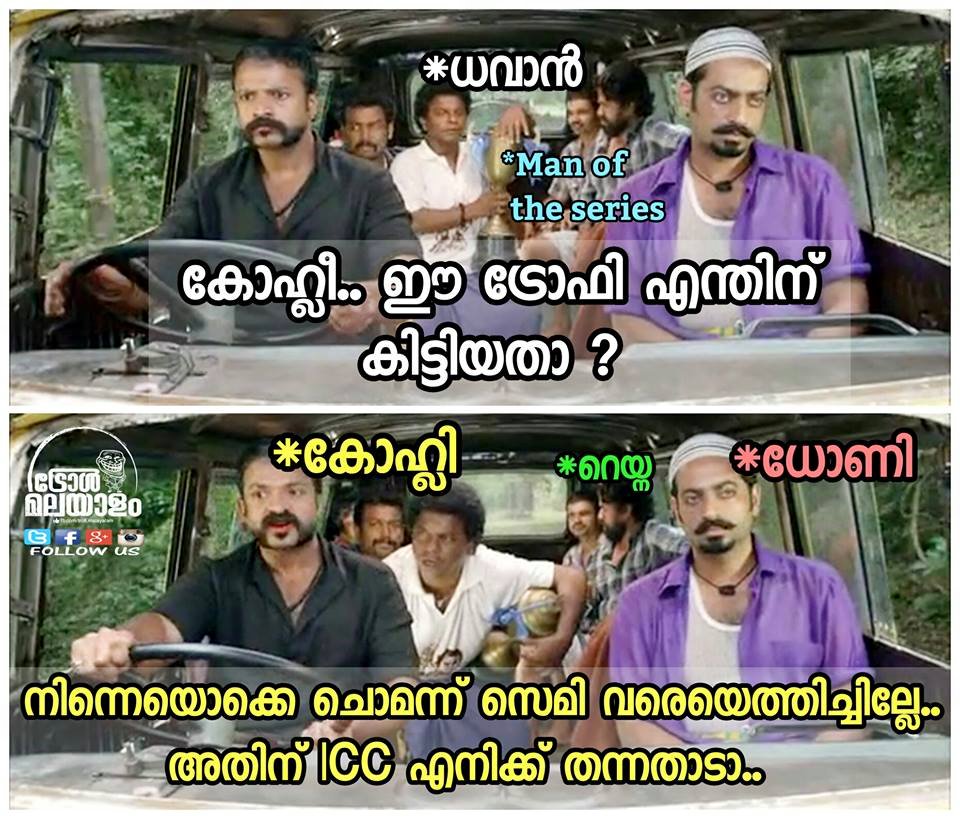 *ധവാൻ
*Man of
the series
കോഹ്ലീ.. ഈ ട്രോഫി എന്തിന്
കിട്ടിയതാ ?
*കോഹ്ലി
*റെയ്ന
*ധോണി
ട്രോൾ
മലയാളം
FOLLOW US
നിന്നെയൊക്കെ ചൊമന്ന് സെമി വരെയെത്തിച്ചില്ലേ..
അതിന് ICC എനിക്ക് തന്നതാടാ..